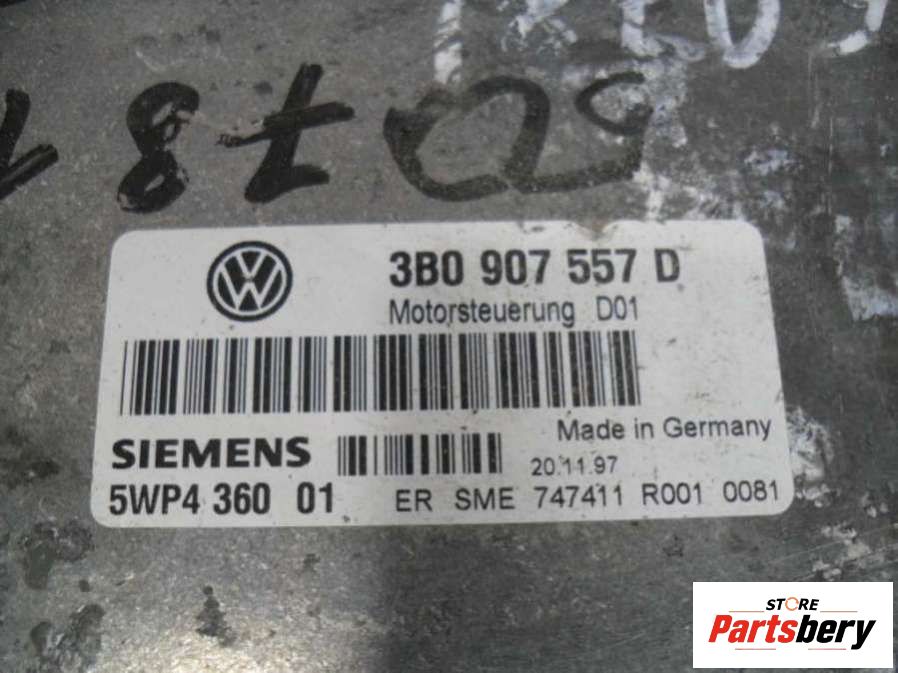 3B0 907 557 D
Motorsteuerung D01
Made in Germany
SIEMENS
20.11.97
5WP4 360 01
ER SME 747411 R001 0081
STORE
Partsbery